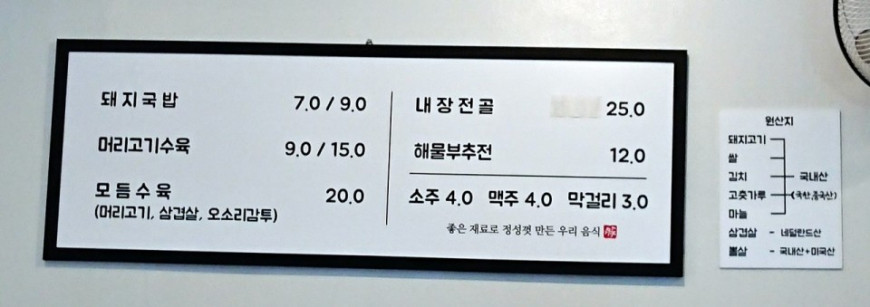 돼지국밥 7.0 / 9.0
머리고기수육 9.0 / 15.0
모듬수육 20.0
(머리고기, 삼겹살, 오소리감투)
내장전골 25.0
해물부추전 12.0
소주 4.0 맥주 4.0 막걸리 3.0
좋은 재료로 정성껏 만든 우리 음식
원산지
돼지고기
쌀
김치 국내산
고춧가루
마늘
삼겹살 - 네덜란드산
뽈살 - 국내산+미국산